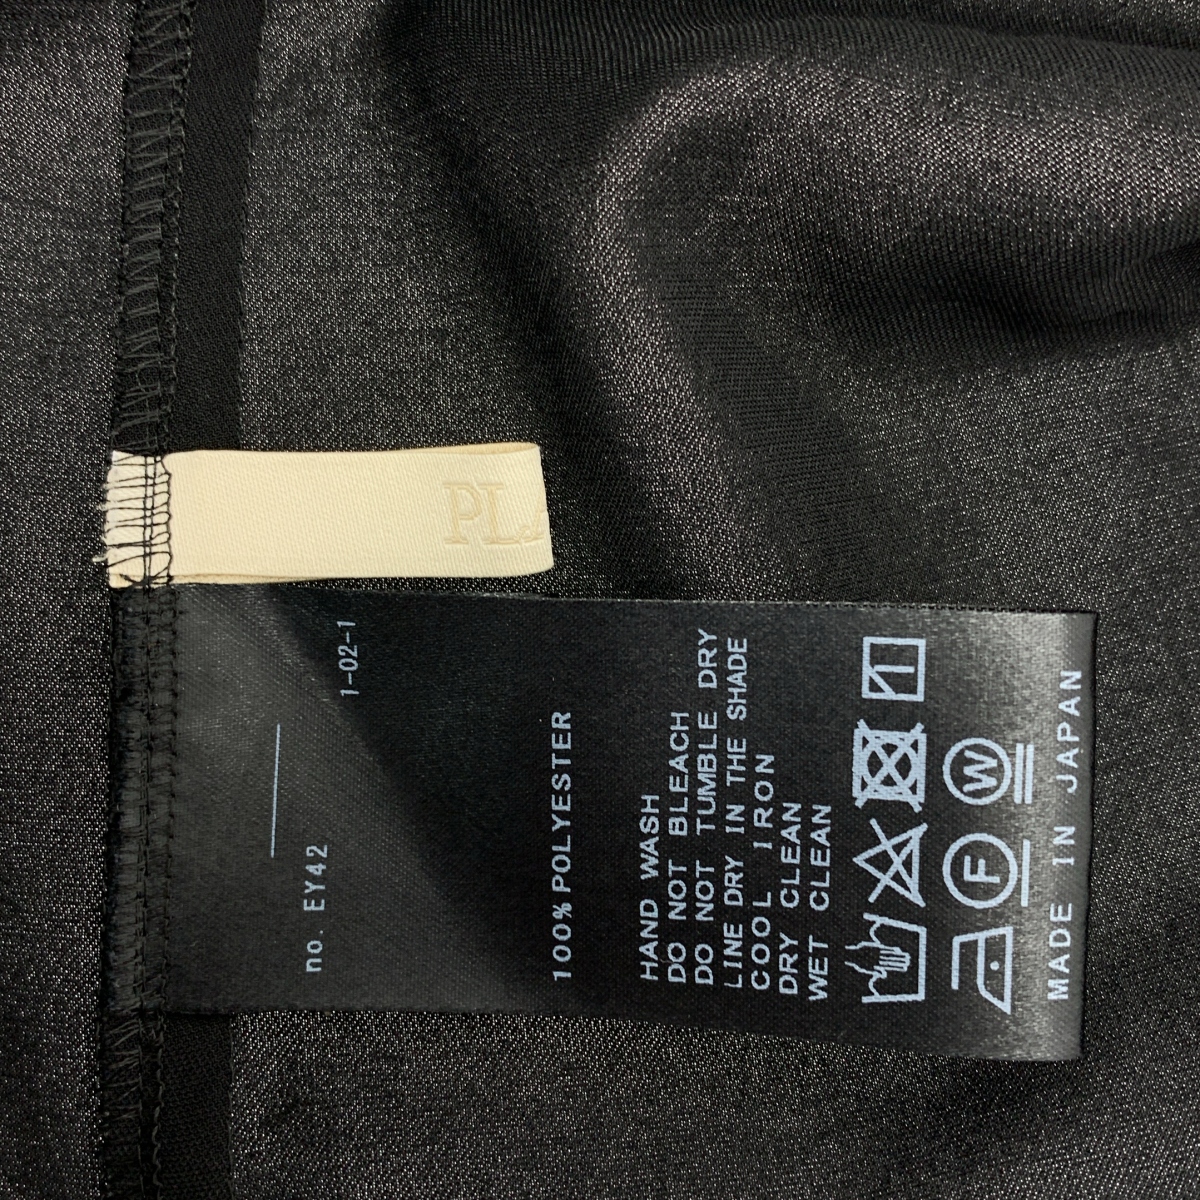 PL
1-02-1
no. EY42
100% POLYESTER
HAND WASH
DO NOT BLEACH
DO NOT TUMBLE DRY
LINE DRY IN THE SHADE
COOL IRON
DRY CLEAN
WET CLEAN
F
W
MADE IN JAPAN